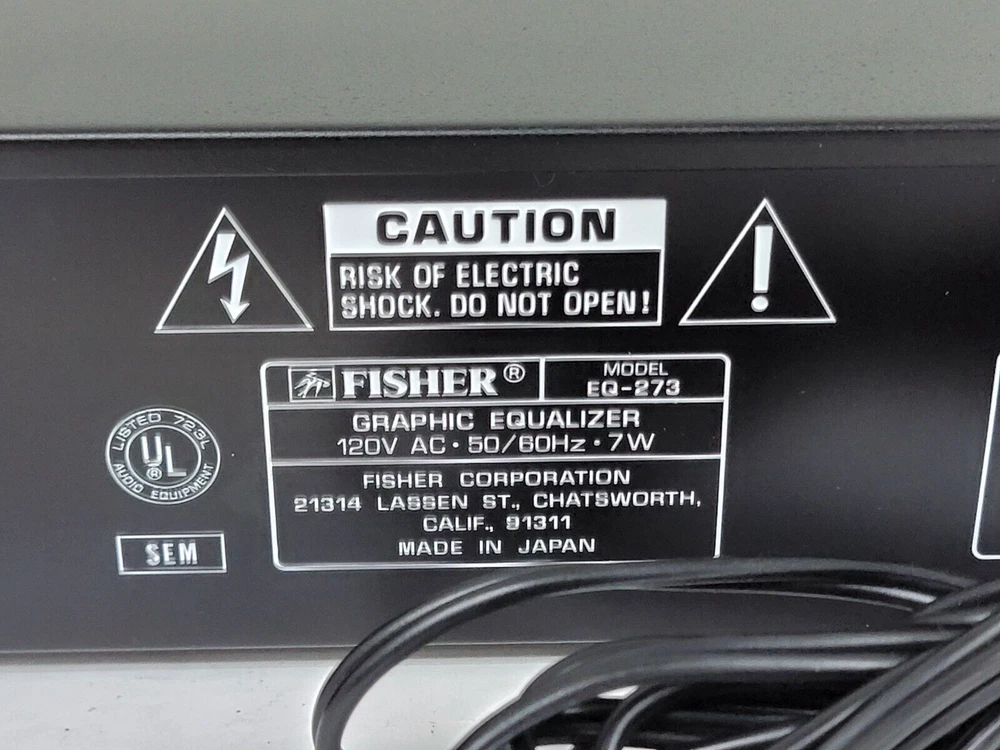 CAUTION
RISK OF ELECTRIC
SHOCK. DO NOT OPEN!
FISHER®
MODEL
EQ-273
GRAPHIC EQUALIZER
120V AC · 50/60Hz · 7W
FISHER CORPORATION
21314 LASSEN ST., CHATSWORTH,
CALIF., 91311
MADE IN JAPAN
LISTED 723L
UL®
AUDIO EQUIPMENT
SEM